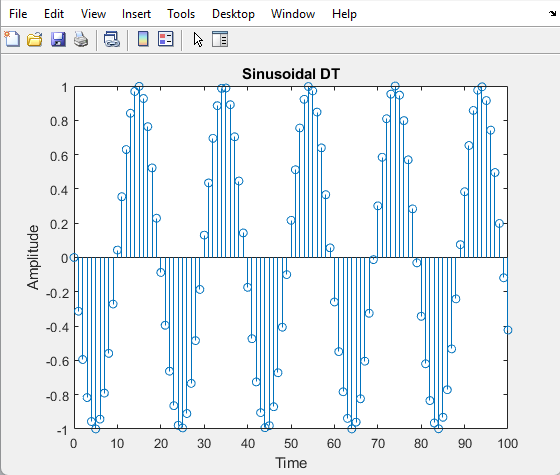 File Edit View Insert Tools Desktop Window Help
Sinusoidal DT
1
0.8
0.6
0.4
0.2
0
-0.2
-0.4
-0.6
-0.8
-1
Amplitude
0 10 20 30 40 50 60 70 80 90 100
Time